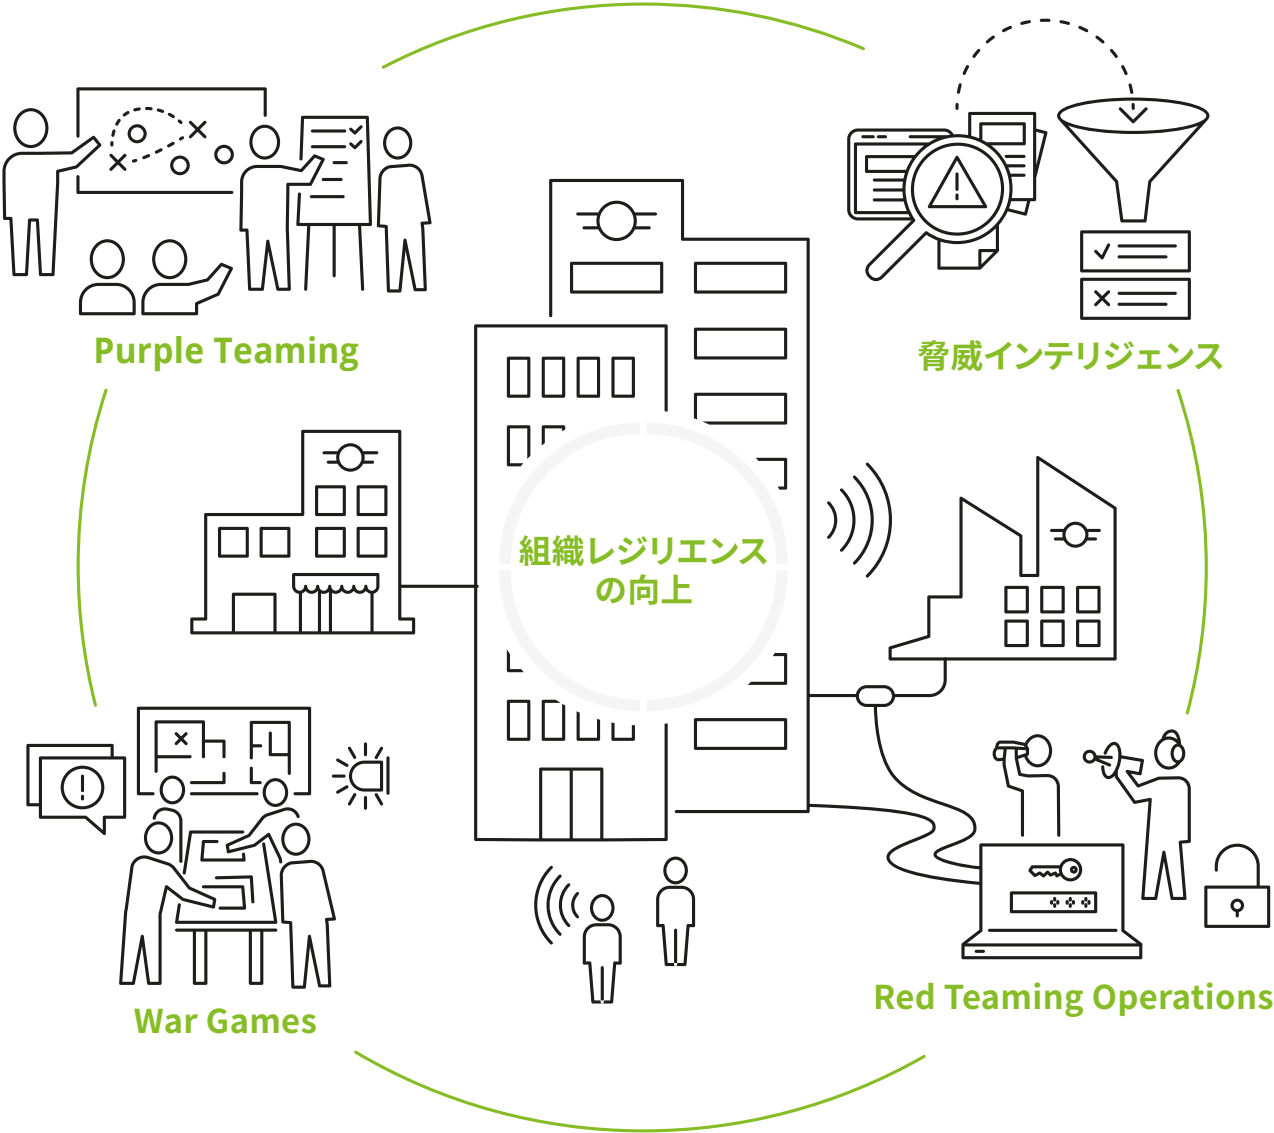 Purple Teaming
脅威インテリジェンス
組織レジリエンス
の向上
War Games
Red Teaming Operations